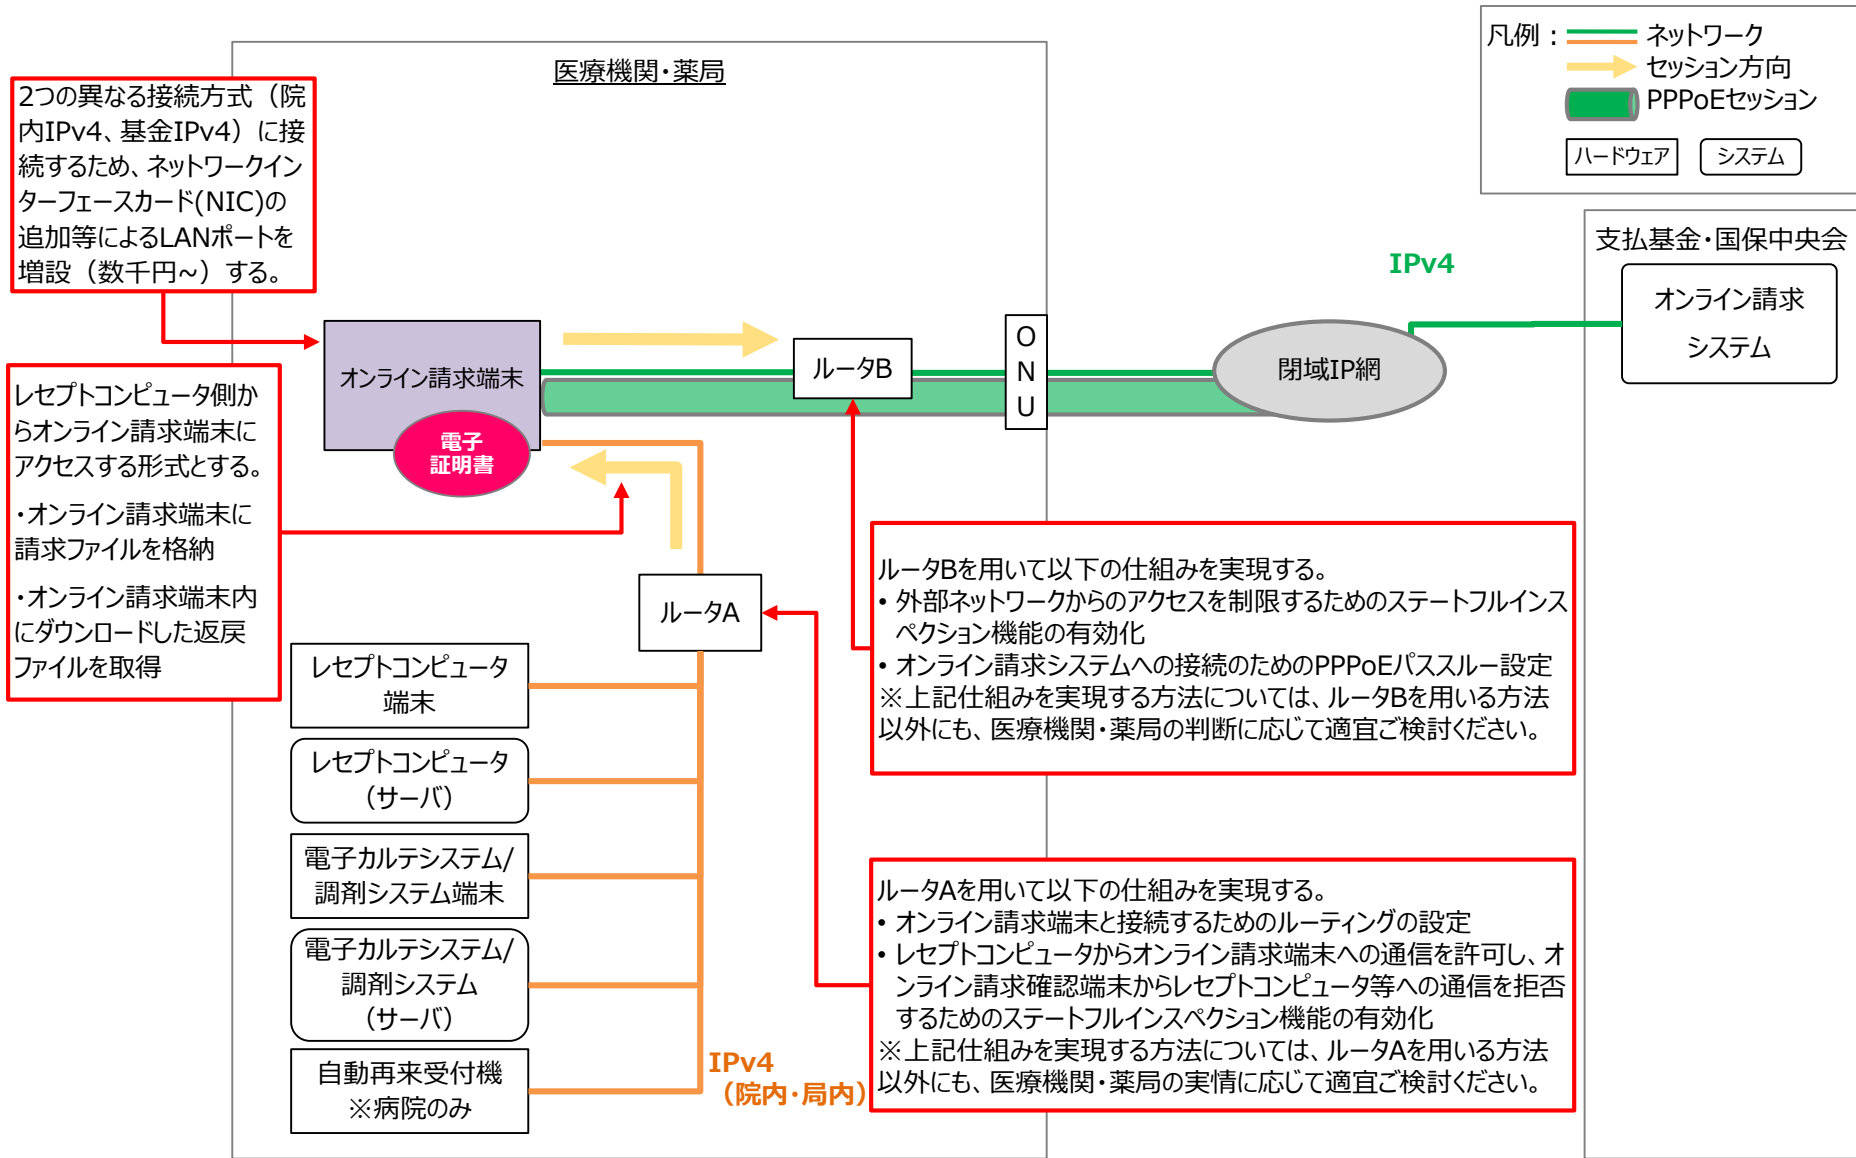 凡例：
ネットワーク
セッション方向
PPPoEセッション
ハードウェア
システム
医療機関・薬局
2つの異なる接続方式（院
内IPv4、基金IPv4）に接
続するため、ネットワークイン
ターフェースカード(NIC)の
追加等によるLANポートを
増設（数千円~）する。
支払基金・国保中央会
オンライン請求
システム
IPv4
オンライン請求端末
電子
証明書
ルータB
O
N
U
閉域IP網
レセプトコンピュータ側か
らオンライン請求端末に
アクセスする形式とする。
・オンライン請求端末に
請求ファイルを格納
・オンライン請求端末内
にダウンロードした返戻
ファイルを取得
ルータA
ルータBを用いて以下の仕組みを実現する。
• 外部ネットワークからのアクセスを制限するためのステートフルインス
ペクション機能の有効化
• オンライン請求システムへの接続のためのPPPoEパススルー設定
※上記仕組みを実現する方法については、ルータBを用いる方法
以外にも、医療機関・薬局の判断に応じて適宜ご検討ください。
レセプトコンピュータ
端末
レセプトコンピュータ
（サーバ）
電子カルテシステム/
調剤システム端末
電子カルテシステム/
調剤システム
（サーバ）
自動再来受付機
※病院のみ
IPv4
（院内・局内）
ルータAを用いて以下の仕組みを実現する。
• オンライン請求端末と接続するためのルーティングの設定
• レセプトコンピュータからオンライン請求端末への通信を許可し、オ
ンライン請求確認端末からレセプトコンピュータ等への通信を拒否
するためのステートフルインスペクション機能の有効化
※上記仕組みを実現する方法については、ルータAを用いる方法
以外にも、医療機関・薬局の実情に応じて適宜ご検討ください。